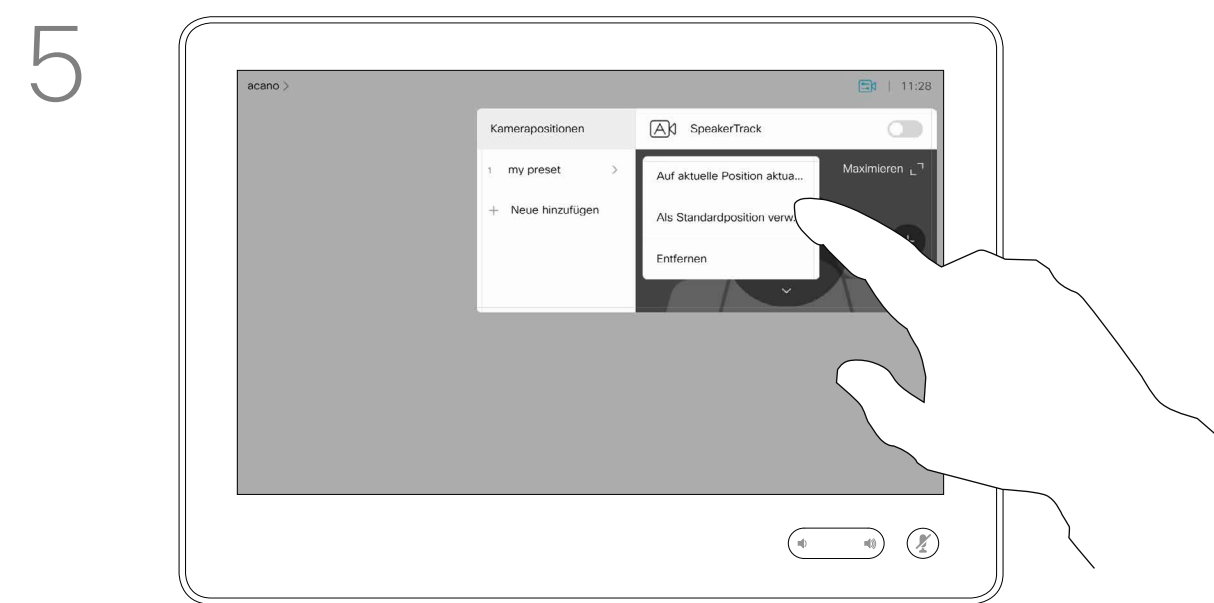 5
acano >
11:28
Kamerapositionen
SpeakerTrack
1 my preset >
+ Neue hinzufügen
Maximieren
Auf aktuelle Position aktua...
Als Standardposition verw..
Entfernen